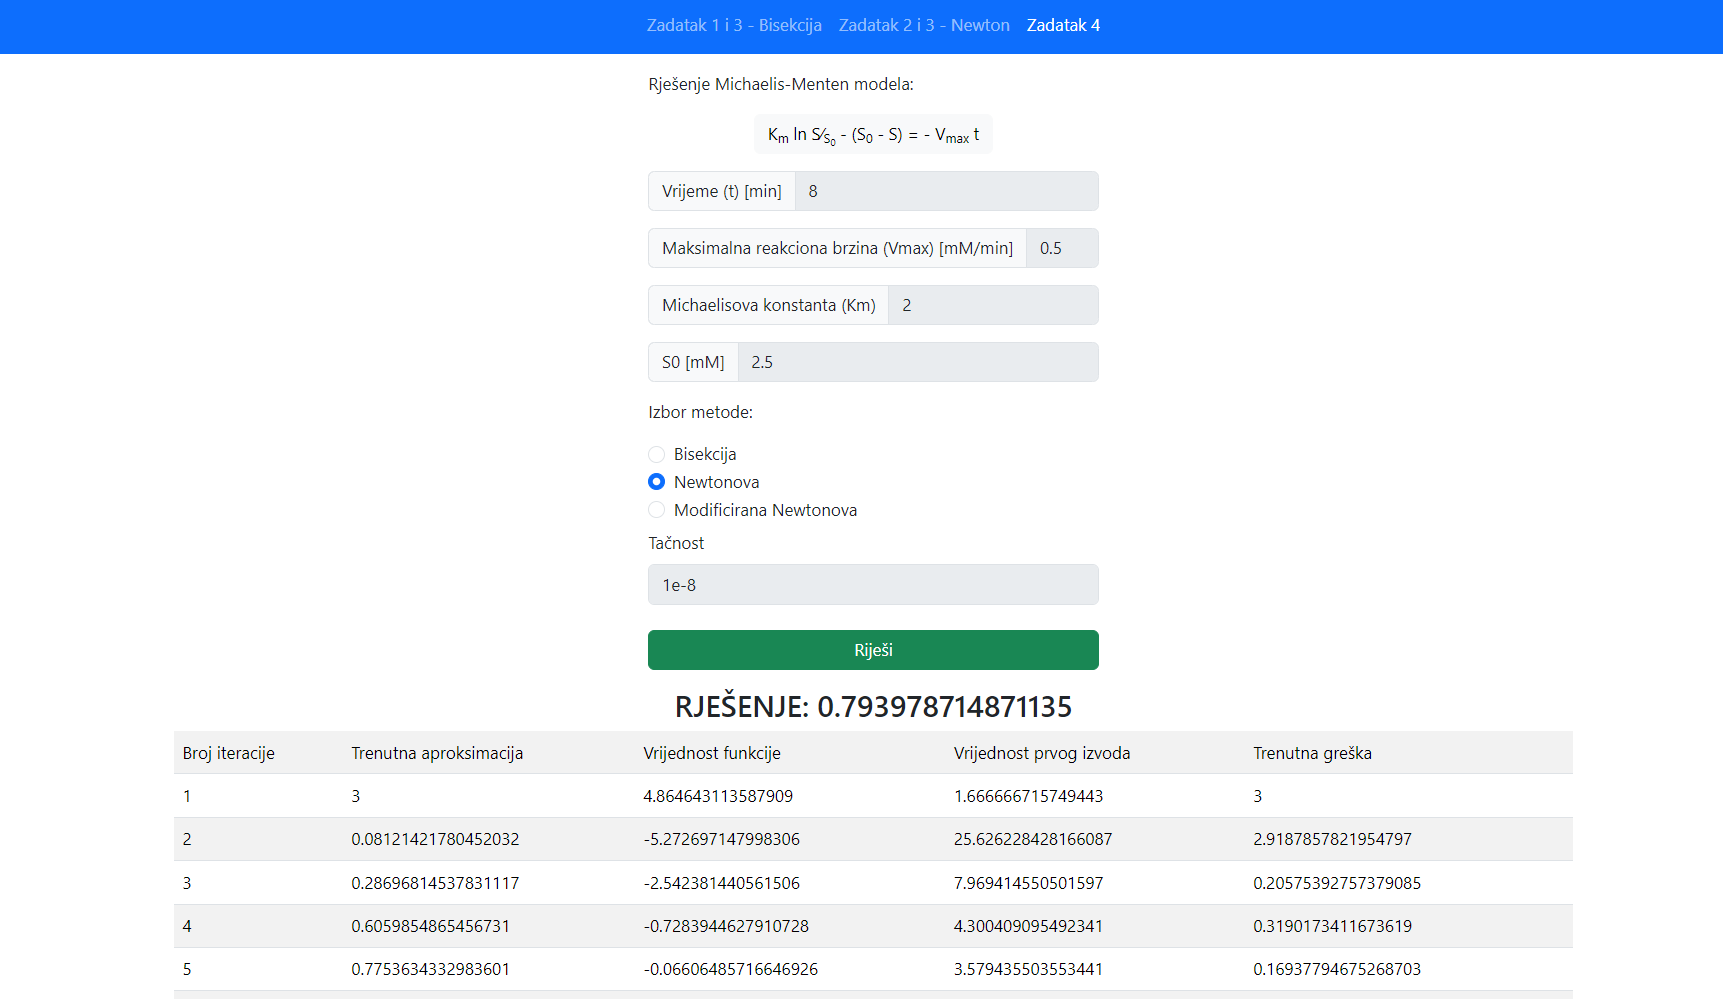 Zadatak 1 i 3 - Bisekcija Zadatak 2 i 3 - Newton Zadatak 4
Rješenje Michaelis-Menten modela:
Km ln S⁄S0 - (S0 - S) = - Vmax t
Vrijeme (t) [min] 8
Maksimalna reakciona brzina (Vmax) [mM/min] 0.5
Michaelisova konstanta (Km) 2
S0 [mM] 2.5
Izbor metode:
Bisekcija
Newtonova
Modificirana Newtonova
Tačnost
1e-8
Riješi
RJEŠENJE: 0.793978714871135
Broj iteracije Trenutna aproksimacija Vrijednost funkcije Vrijednost prvog izvoda Trenutna greška
1 3 4.864643113587909 1.666666715749443 3
2 0.08121421780452032 -5.272697147998306 25.626228428166087 2.9187857821954797
3 0.28696814537831117 -2.542381440561506 7.969414550501597 0.20575392757379085
4 0.6059854865456731 -0.7283944627910728 4.300409095492341 0.3190173411673619
5 0.7753634332983601 -0.06606485716646926 3.579435503553441 0.16937794675268703